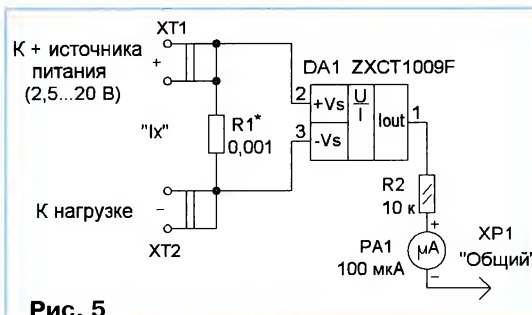 XT1
К + источника
питания
(2,5...20 В)
+
"Ix"
R1*
0,001
К нагрузке
−
XT2
DA1 ZXCT1009F
2
+Vs
U
I
Iout
1
3
-Vs
R2
10 к
+
PA1
100 мкА
μA
−
XP1
"Общий"
Рис. 5